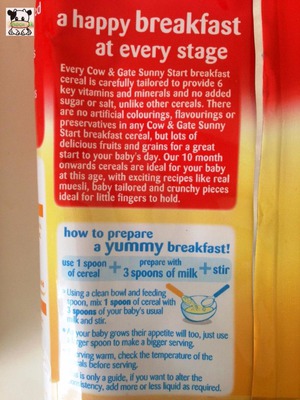 a happy breakfast
at every stage
Every Cow & Gate Sunny Start breakfast
cereal is carefully tailored to provide 6
key vitamins and minerals and no added
sugar or salt, unlike other cereals. There
are no artificial colourings, flavourings or
preservatives in any Cow & Gate Sunny
Start breakfast cereal, but lots of
delicious fruits and grains for a great
start to your baby's day. Our 10 month
onwards cereals are ideal for your baby
at this age, with exciting recipes like real
muesli, baby tailored and crunchy pieces
ideal for little fingers to hold.
how to prepare
a yummy breakfast!
use 1 spoon
of cereal
+
prepare with
3 spoons of milk
+ stir
Using a clean bowl and feeding
spoon, mix 1 spoon of cereal with
3 spoons of your baby's usual
milk and stir.
your baby grows their appetite will too, just use
larger spoon to make a bigger serving.
serving warm, check the temperature of the
before serving.
is only a guide, if you want to alter the
consistency, add more or less liquid as required.